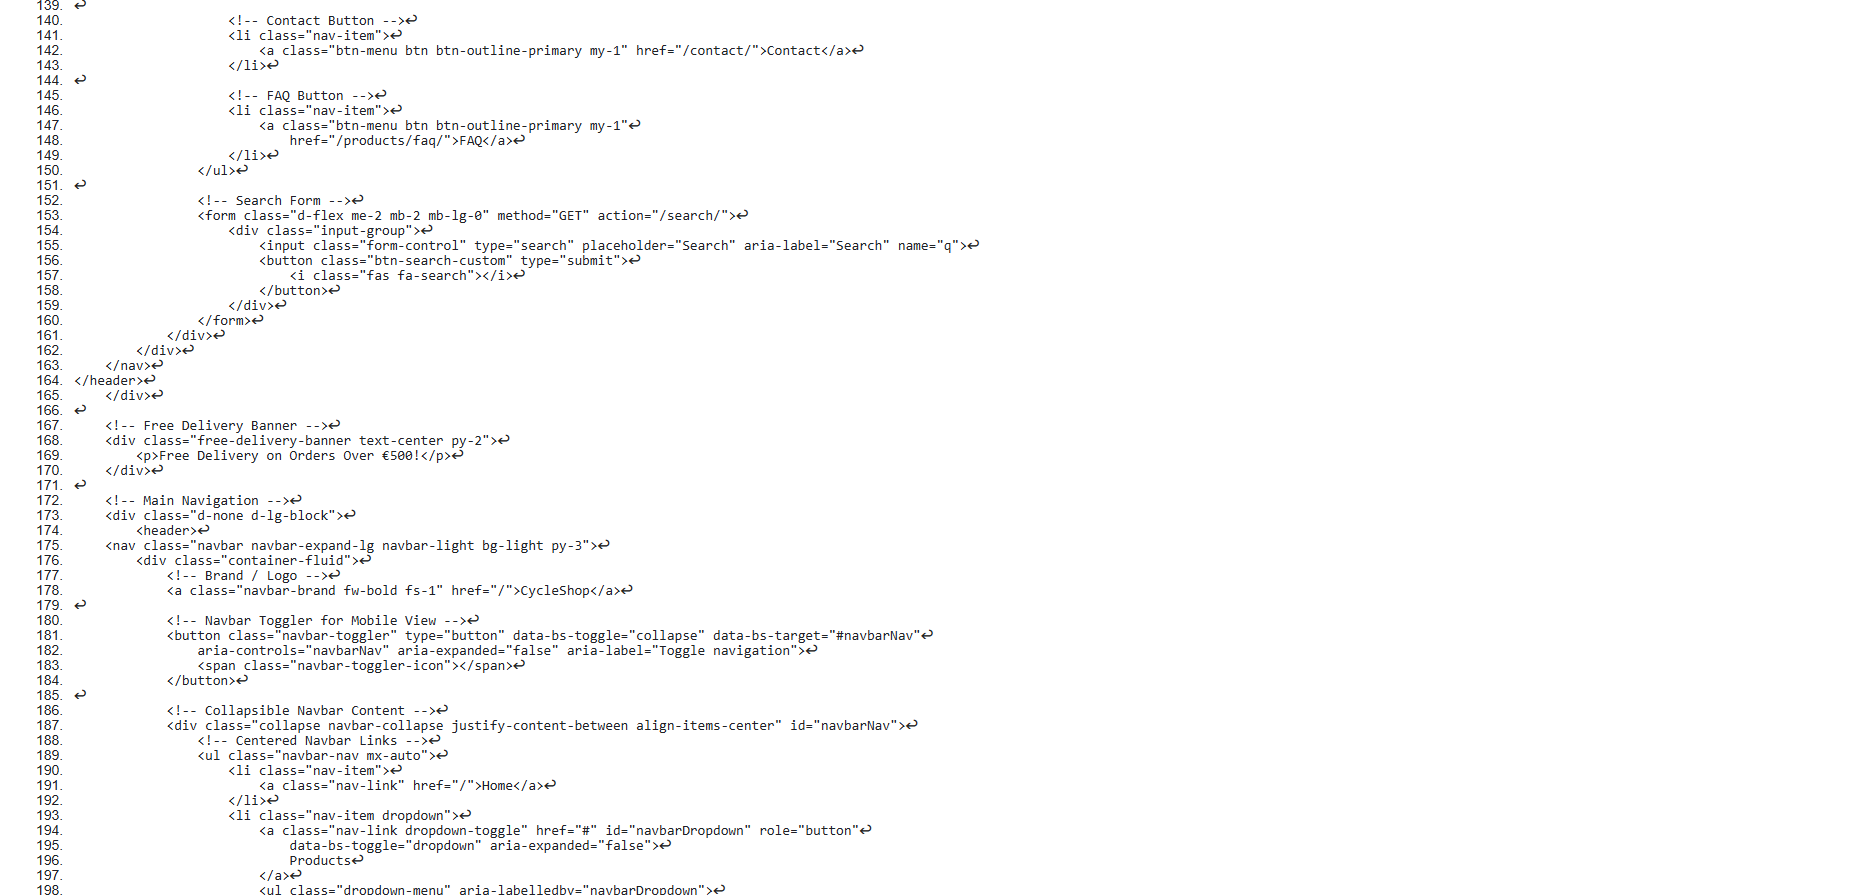 139. ↩
140.                     <!-- Contact Button -->↩
141.                     <li class="nav-item">↩
142.                         <a class="btn-menu btn btn-outline-primary my-1" href="/contact/">Contact</a>↩
143.                     </li>↩
144. ↩
145.                     <!-- FAQ Button -->↩
146.                     <li class="nav-item">↩
147.                         <a class="btn-menu btn btn-outline-primary my-1"↩
148.                             href="/products/faq/">FAQ</a>↩
149.                     </li>↩
150.                 </ul>↩
151. ↩
152.                 <!-- Search Form -->↩
153.                 <form class="d-flex me-2 mb-2 mb-lg-0" method="GET" action="/search/">↩
154.                     <div class="input-group">↩
155.                         <input class="form-control" type="search" placeholder="Search" aria-label="Search" name="q">↩
156.                         <button class="btn-search-custom" type="submit">↩
157.                             <i class="fas fa-search"></i>↩
158.                         </button>↩
159.                     </div>↩
160.                 </form>↩
161.             </div>↩
162.         </div>↩
163.     </nav>↩
164. </header>↩
165.     </div>↩
166. ↩
167.     <!-- Free Delivery Banner -->↩
168.     <div class="free-delivery-banner text-center py-2">↩
169.         <p>Free Delivery on Orders Over €500!</p>↩
170.     </div>↩
171. ↩
172.     <!-- Main Navigation -->↩
173.     <div class="d-none d-lg-block">↩
174.         <header>↩
175.     <nav class="navbar navbar-expand-lg navbar-light bg-light py-3">↩
176.         <div class="container-fluid">↩
177.             <!-- Brand / Logo -->↩
178.             <a class="navbar-brand fw-bold fs-1" href="/">CycleShop</a>↩
179. ↩
180.             <!-- Navbar Toggler for Mobile View -->↩
181.             <button class="navbar-toggler" type="button" data-bs-toggle="collapse" data-bs-target="#navbarNav"↩
182.                 aria-controls="navbarNav" aria-expanded="false" aria-label="Toggle navigation">↩
183.                 <span class="navbar-toggler-icon"></span>↩
184.             </button>↩
185. ↩
186.             <!-- Collapsible Navbar Content -->↩
187.             <div class="collapse navbar-collapse justify-content-between align-items-center" id="navbarNav">↩
188.                 <!-- Centered Navbar Links -->↩
189.                 <ul class="navbar-nav mx-auto">↩
190.                     <li class="nav-item">↩
191.                         <a class="nav-link" href="/">Home</a>↩
192.                     </li>↩
193.                     <li class="nav-item dropdown">↩
194.                         <a class="nav-link dropdown-toggle" href="#" id="navbarDropdown" role="button"↩
195.                             data-bs-toggle="dropdown" aria-expanded="false">↩
196.                             Products↩
197.                         </a>↩
198.                         <ul class="dropdown-menu" aria-labelledby="navbarDropdown">↩